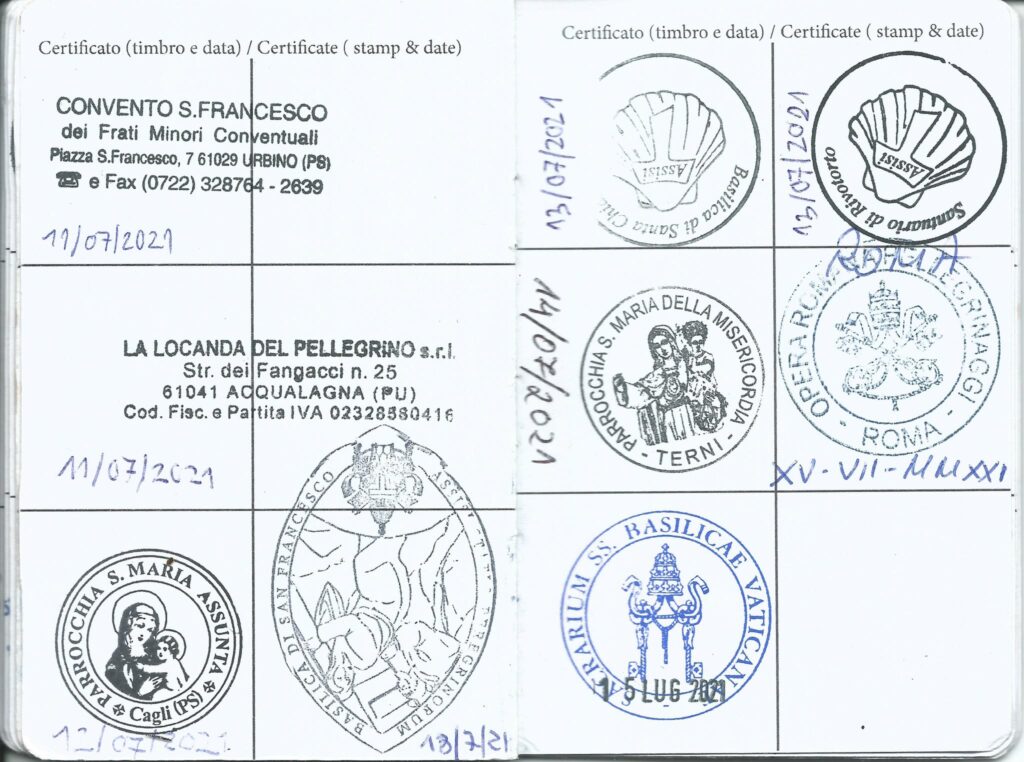 Certificato (timbro e data) / Certificate ( stamp & date)
CONVENTO S.FRANCESCO
dei Frati Minori Conventuali
Piazza S.Francesco, 7 61029 URBINO (PS)
☎ e Fax (0722) 328764 - 2639
11/07/2021
LA LOCANDA DEL PELLEGRINO s.r.l.
Str. dei Fangacci n. 25
61041 ACQUALAGNA (PU)
Cod. Fisc. e Partita IVA 02328580416
11/07/2021
PARROCCHIA S. MARIA ASSUNTA
Cagli (PS)
12/07/2021
BASILICA DI SAN FRANCESCO
PEREGRINORUM
13/7/21
Certificato (timbro e data) / Certificate ( stamp & date)
13/07/2021
Assisi
Basilica di Santa
13/07/2021
Assisi
Santuario di Rivotorto
14/07/2021
PARROCCHIA S. MARIA DELLA MISERICORDIA
- TERNI -
OPERA ROMANA PELLEGRINAGGI
- ROMA
XV-VII-MMXXI
SS. BASILICAE
15 LUG 2021